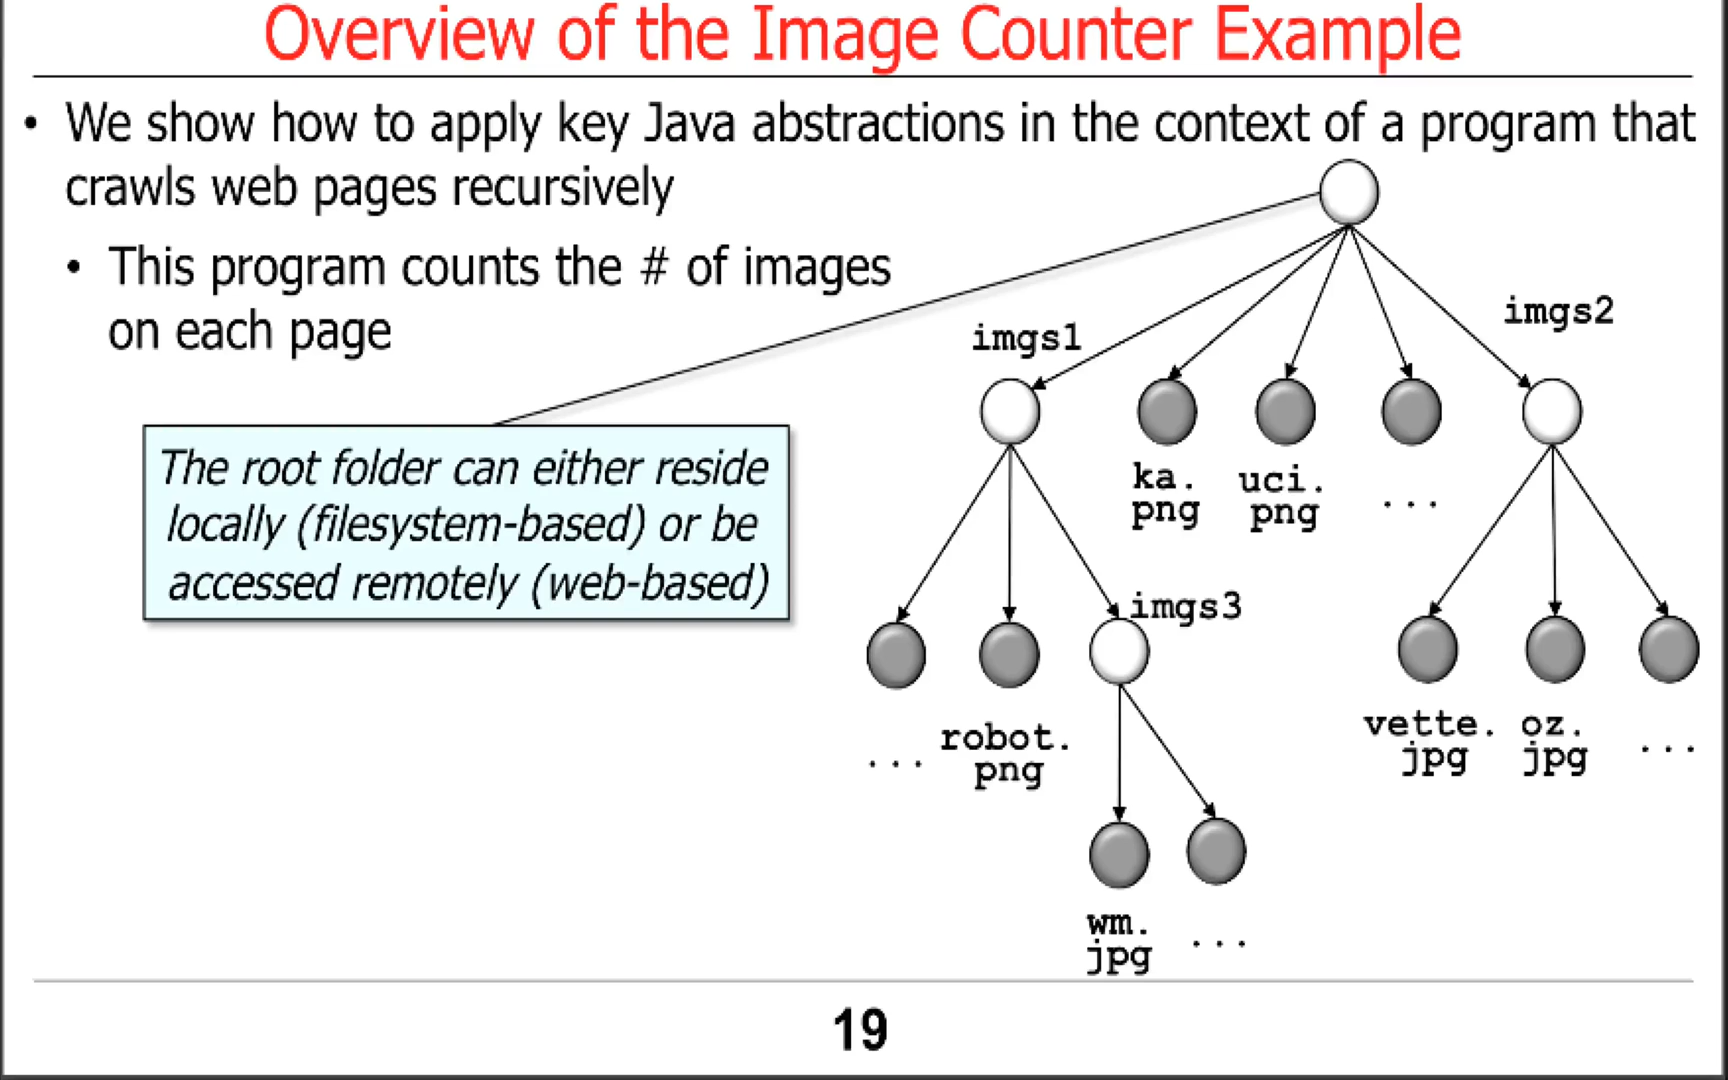 Overview of the Image Counter Example
• We show how to apply key Java abstractions in the context of a program that
crawls web pages recursively
• This program counts the # of images
on each page
The root folder can either reside
locally (filesystem-based) or be
accessed remotely (web-based)
imgs1
imgs2
ka.
png
uci.
png
...
imgs3
...
robot.
png
vette.
jpg
oz.
jpg
...
wm.
jpg
...
19